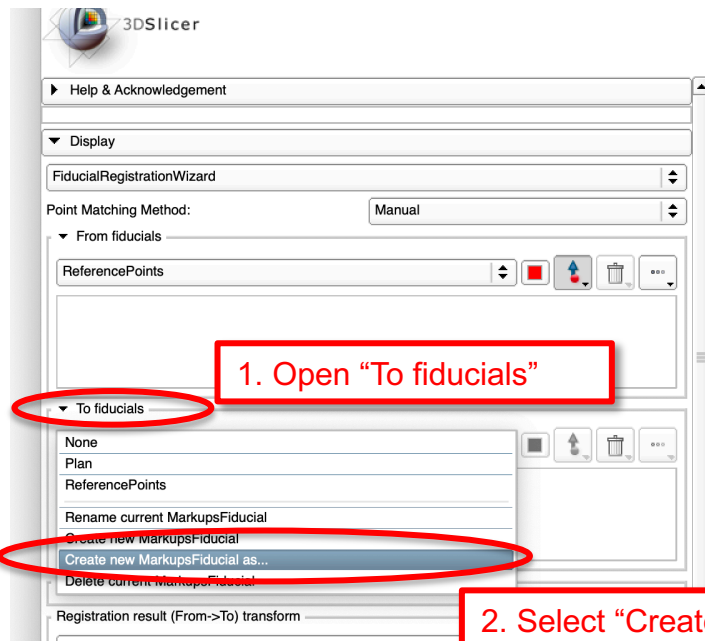 3DSlicer
Help & Acknowledgement
Display
FiducialRegistrationWizard
Point Matching Method: Manual
From fiducials
ReferencePoints
1. Open “To fiducials”
To fiducials
None
Plan
ReferencePoints
Rename current MarkupsFiducial
Create new MarkupsFiducial
Create new MarkupsFiducial as...
Delete current MarkupsFiducial
Registration result (From->To) transform
2. Select “Create